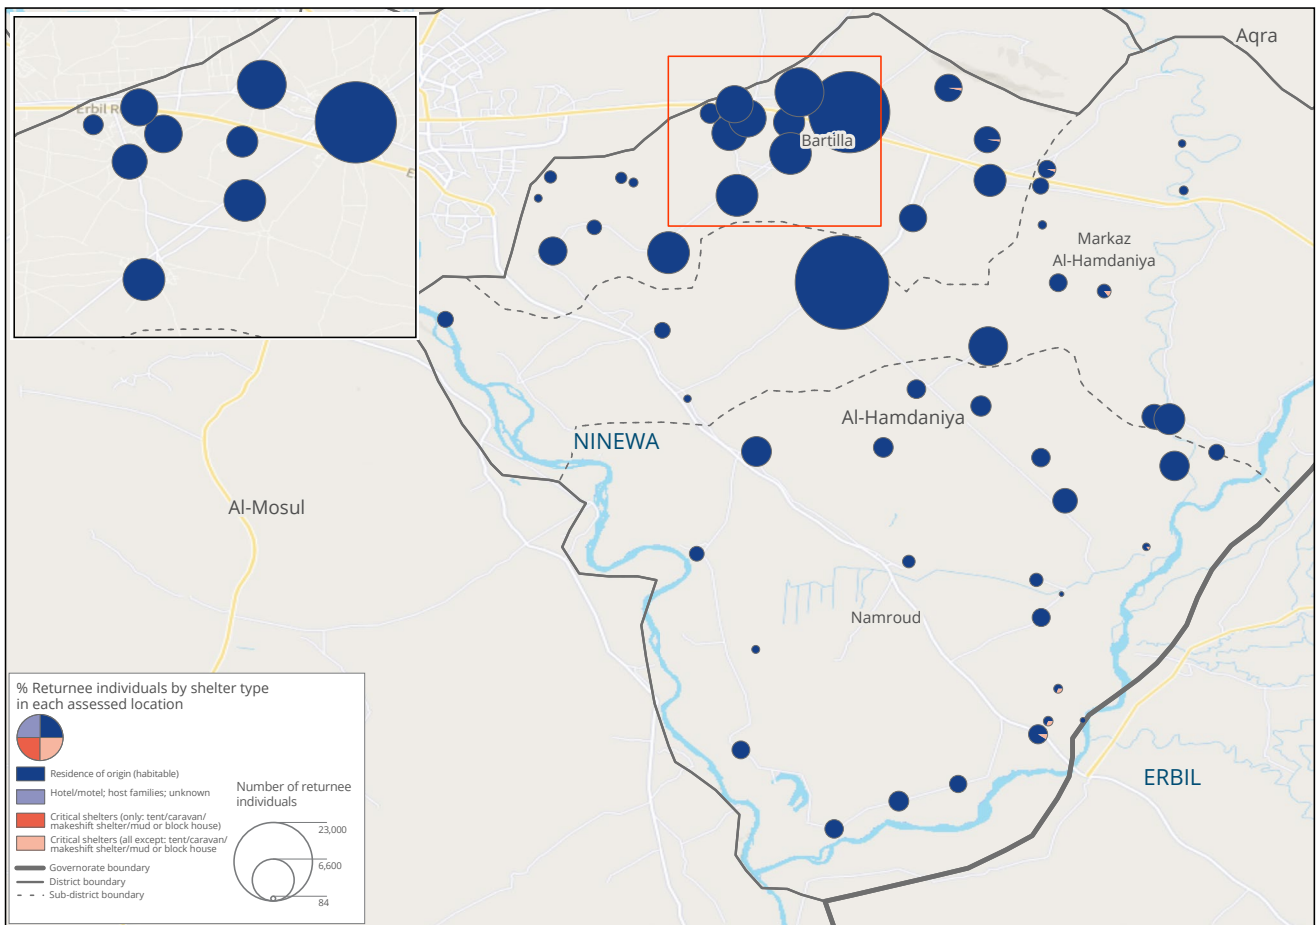 Erbil R
E
Aqra
Bartilla
Markaz
Al-Hamdaniya
Al-Hamdaniya
NINEWA
Al-Mosul
Namroud
ERBIL
% Returnee individuals by shelter type
in each assessed location
Residence of origin (habitable)
Hotel/motel; host families; unknown
Critical shelters (only: tent/caravan/
makeshift shelter/mud or block house)
Critical shelters (all except: tent/caravan/
makeshift shelter/mud or block house
Governorate boundary
District boundary
Sub-district boundary
Number of returnee
individuals
23,000
6,600
84